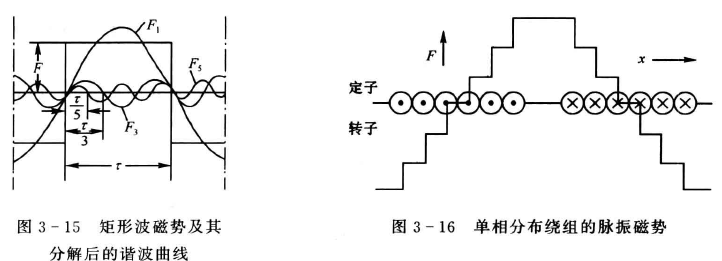 F₁
F
F₅
τ
5
τ
3
F₃
τ
图 3-15 矩形波磁势及其
分解后的谐波曲线
F
x
定子
转子
图 3-16 单相分布绕组的脉振磁势